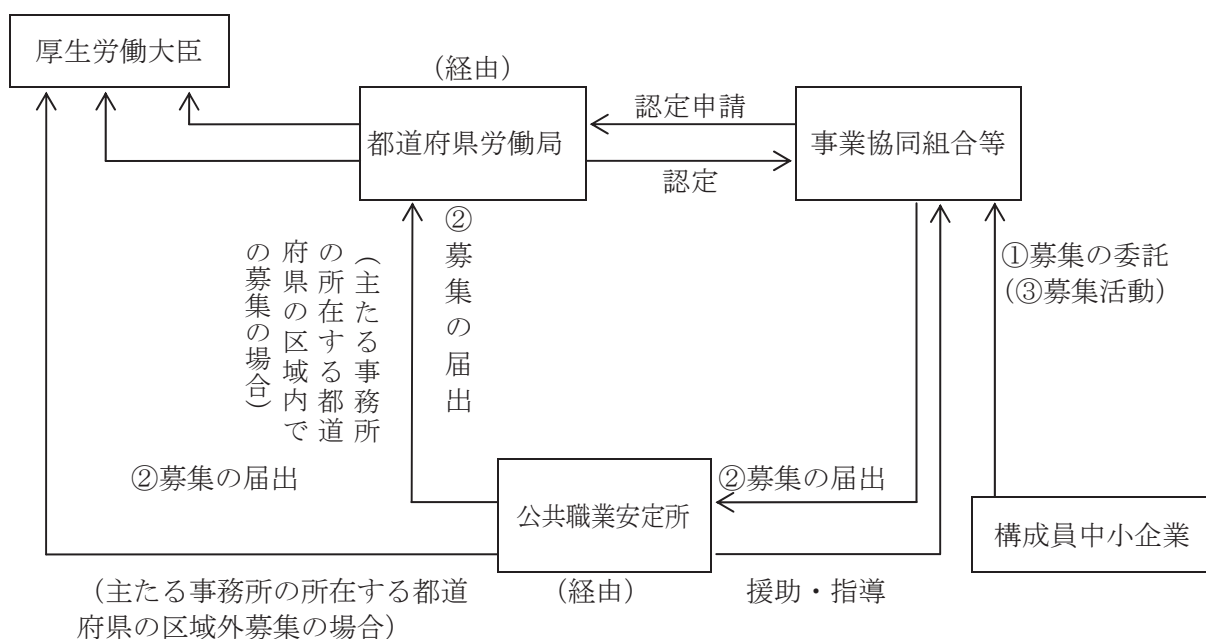 厚生労働大臣
（経由）
都道府県労働局
認定申請
認定
事業協同組合等
②募集の届出
（主たる事務所
の所在する都道
府県の区域内で
の募集の場合）
①募集の委託
（③募集活動）
②募集の届出
②募集の届出
公共職業安定所
（経由）
構成員中小企業
（主たる事務所の所在する都道
府県の区域外募集の場合）
援助・指導